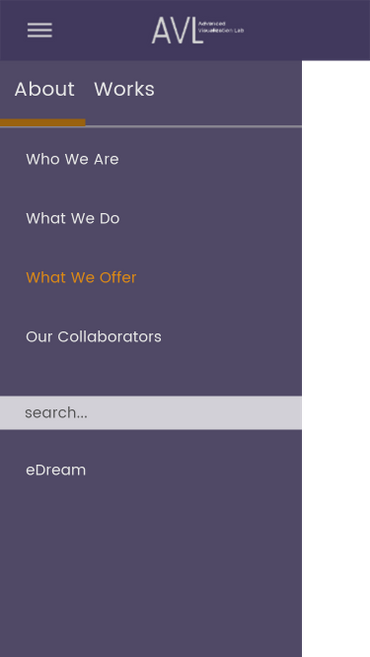 AVL Advanced
Visualization Lab
About Works
Who We Are
What We Do
What We Offer
Our Collaborators
search...
eDream